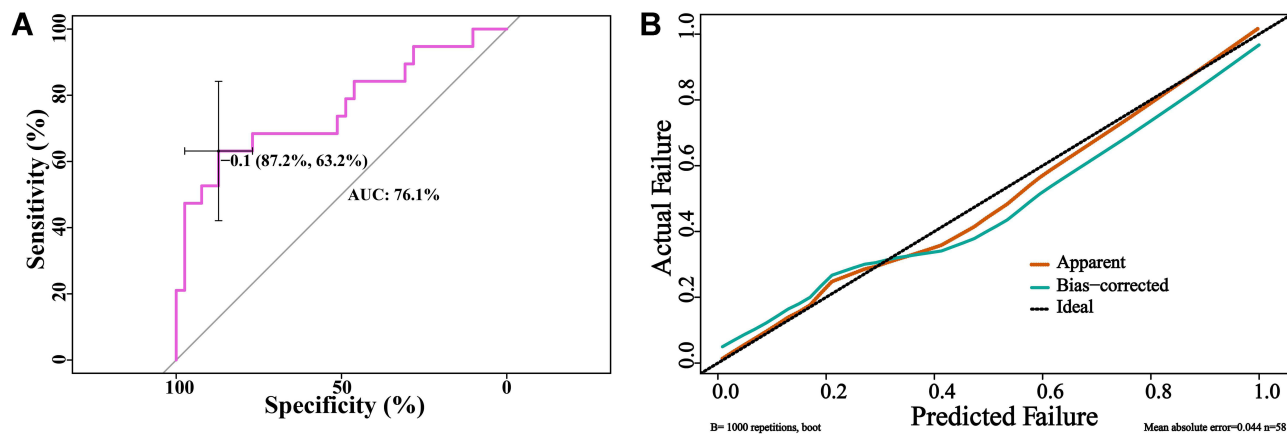 A
Sensitivity (%)
100
80
60
40
20
0
−0.1 (87.2%, 63.2%)
AUC: 76.1%
100
50
0
Specificity (%)
B
Actual Failure
1.0
0.8
0.6
0.4
0.2
0.0
Apparent
Bias−corrected
Ideal
0.0
0.2
0.4
0.6
0.8
1.0
Predicted Failure
B= 1000 repetitions, boot
Mean absolute error=0.044 n=58